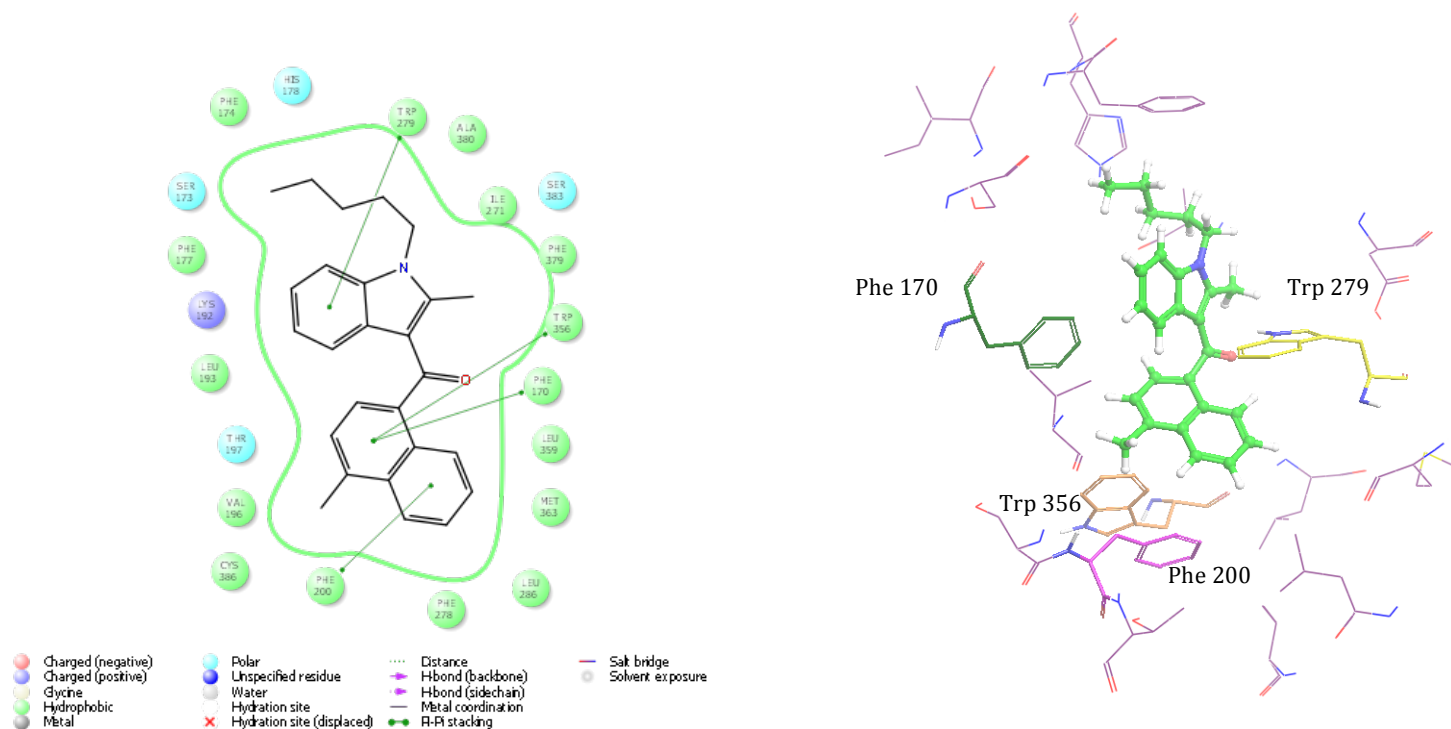 HIS
178
PHE
174
TRP
279
ALA
380
SER
173
ILE
271
SER
383
PHE
177
PHE
379
N
LYS
192
TRP
356
LEU
193
O
PHE
170
THR
197
LEU
359
VAL
196
MET
363
CYS
386
PHE
200
PHE
278
LEU
286
Phe 170
Trp 279
Trp 356
Phe 200
Charged (negative)
Charged (positive)
Glycine
Hydrophobic
Metal
Polar
Unspecified residue
Water
Hydration site
Hydration site (displaced)
Distance
H-bond (backbone)
H-bond (sidechain)
Metal coordination
Pi-Pi stacking
Salt bridge
Solvent exposure